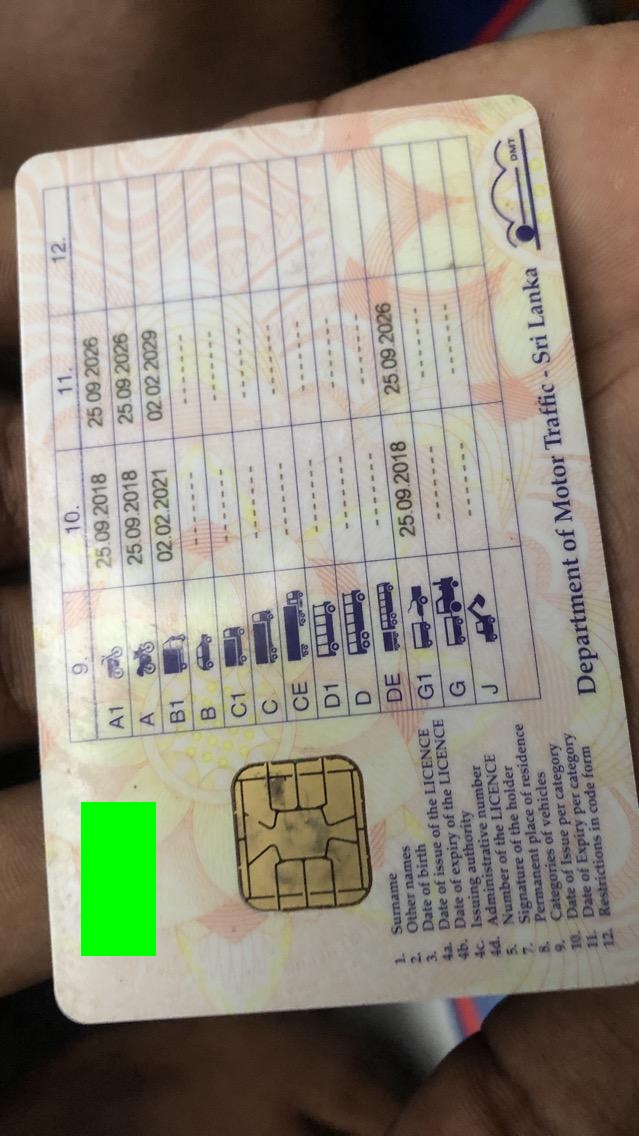 9. 10. 11. 12.
A1 25.09.2018 25 09 2026
A 25.09.2018 25 09 2026
B1 02.02.2021 02.02.2029
B ------- -------
C1 ------- -------
C ------- -------
CE ------- -------
D1 ------- -------
D ------- -------
DE ------- -------
G1 25.09.2018 25.09.2026
G ------- -------
J ------- -------
1. Surname
2. Other names
3. Date of birth
4a. Date of issue of the LICENCE
4b. Date of expiry of the LICENCE
4c. Issuing authority
4d. Administrative number
5. Number of the LICENCE
7. Signature of the holder
8. Permanent place of residence
9. Categories of vehicles
10. Date of Issue per category
11. Date of Expiry per category
12. Restrictions in code form
Department of Motor Traffic - Sri Lanka
DMT